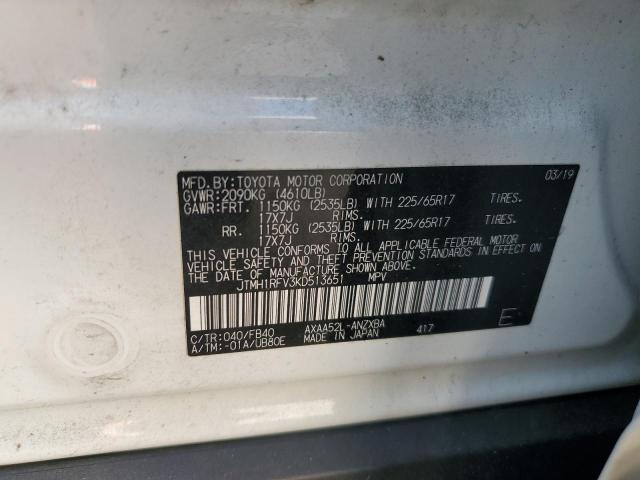 MFD.BY:TOYOTA MOTOR CORPORATION 03/19
GVWR:2090KG (4610LB)
GAWR:FRT. 1150KG (2535LB) WITH 225/65R17 TIRES.
17X7J RIMS.
RR. 1150KG (2535LB) WITH 225/65R17 TIRES.
17X7J RIMS.
THIS VEHICLE CONFORMS TO ALL APPLICABLE FEDERAL MOTOR
VEHICLE SAFETY AND THEFT PREVENTION STANDARDS IN EFFECT ON
THE DATE OF MANUFACTURE SHOWN ABOVE.
JTMH1RFV3KD513651 MPV
C/TR:040/FB40 AXAA52L-ANZXBA 417 E
A/TM:-01A/UB80E MADE IN JAPAN